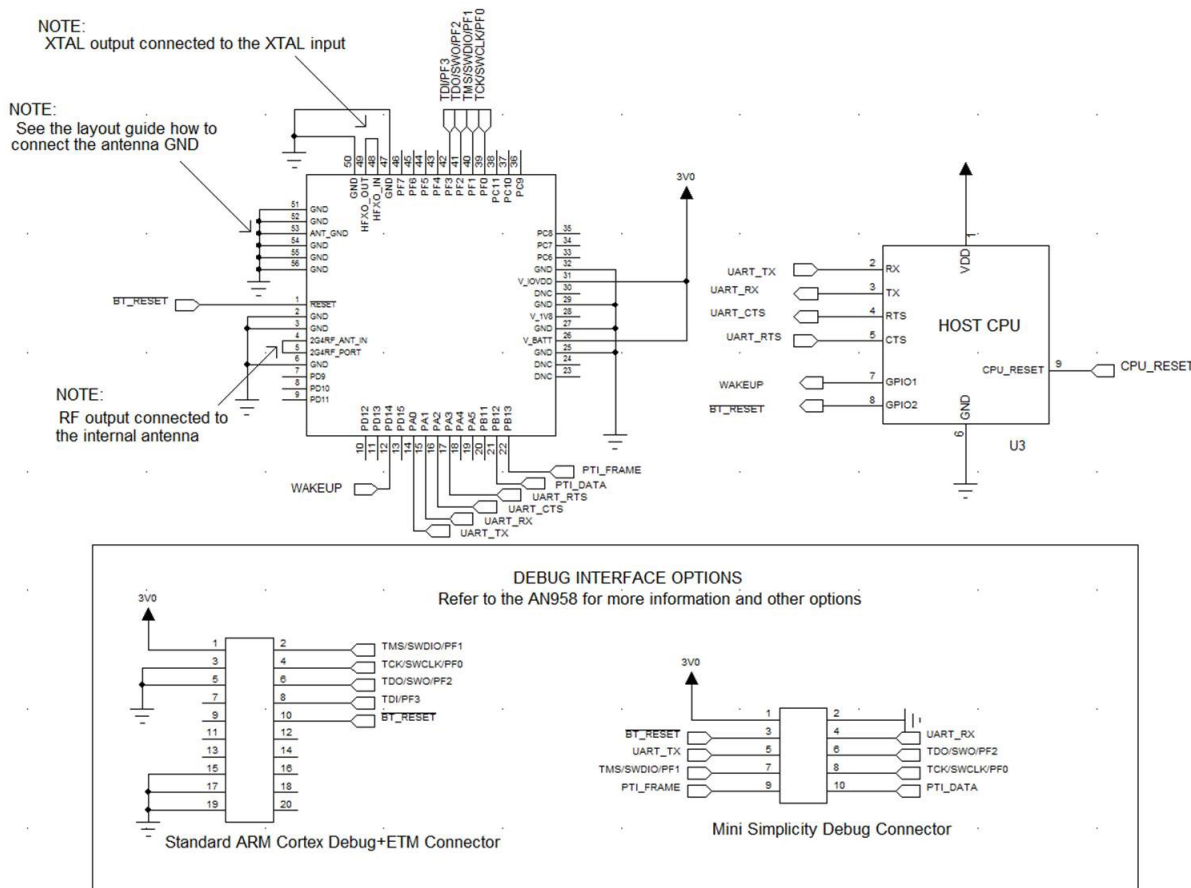 NOTE:
XTAL output connected to the XTAL input
NOTE:
See the layout guide how to
connect the antenna GND
TDI/PF3
TDO/SWO/PF2
TMS/SWDIO/PF1
TCK/SWCLK/PF0
50 49 48 47 46 45 44 43 42 41 40 39 38 37 36
GND
HFXO_OUT
HFXO_IN
GND
PF7
PF6
PF5
PF4
PF3
PF2
PF1
PF0
PC11
PC10
PC9
51 GND
52 GND
53 ANT_GND
54 GND
55 GND
56 GND
BT_RESET
1 RESET
2 GND
3 GND
4 2G4RF_ANT_IN
5 2G4RF_PORT
6 GND
7 PD9
8 PD10
9 PD11
NOTE:
RF output connected to
the internal antenna
3V0
PC8 35
PC7 34
PC6 33
GND 32
V_IOVDD 31
DNC 30
GND 29
V_1V8 28
GND 27
V_BATT 26
GND 25
DNC 24
DNC 23
PD12
PD13
PD14
PD15
PA0
PA1
PA2
PA3
PA4
PA5
PB11
PB12
PB13
10 11 12 13 14 15 16 17 18 19 20 21 22
WAKEUP
PTI_FRAME
PTI_DATA
UART_RTS
UART_CTS
UART_RX
UART_TX
1
VDD
UART_TX 2 RX
UART_RX 3 TX
UART_CTS 4 RTS
UART_RTS 5 CTS
HOST CPU
WAKEUP 7 GPIO1
BT_RESET 8 GPIO2
CPU_RESET 9 CPU_RESET
GND
6
U3
DEBUG INTERFACE OPTIONS
Refer to the AN958 for more information and other options
3V0
1 2 TMS/SWDIO/PF1
3 4 TCK/SWCLK/PF0
5 6 TDO/SWO/PF2
7 8 TDI/PF3
9 10 BT_RESET
11 12
13 14
15 16
17 18
19 20
Standard ARM Cortex Debug+ETM Connector
3V0
1 2
BT_RESET 3 4 UART_RX
UART_TX 5 6 TDO/SWO/PF2
TMS/SWDIO/PF1 7 8 TCK/SWCLK/PF0
PTI_FRAME 9 10 PTI_DATA
Mini Simplicity Debug Connector